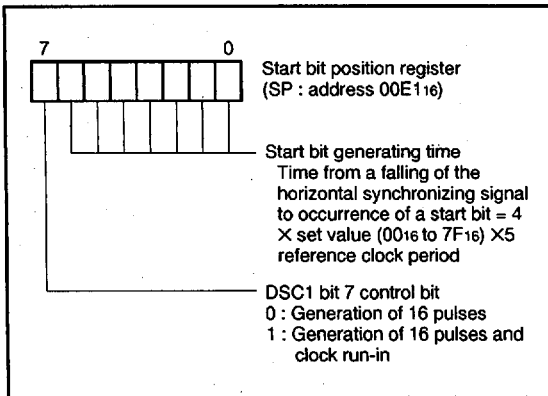 7 0
Start bit position register
(SP : address 00E116)
Start bit generating time
Time from a falling of the
horizontal synchronizing signal
to occurrence of a start bit = 4
X set value (0016 to 7F16) X5
reference clock period
DSC1 bit 7 control bit
0 : Generation of 16 pulses
1 : Generation of 16 pulses and
clock run-in